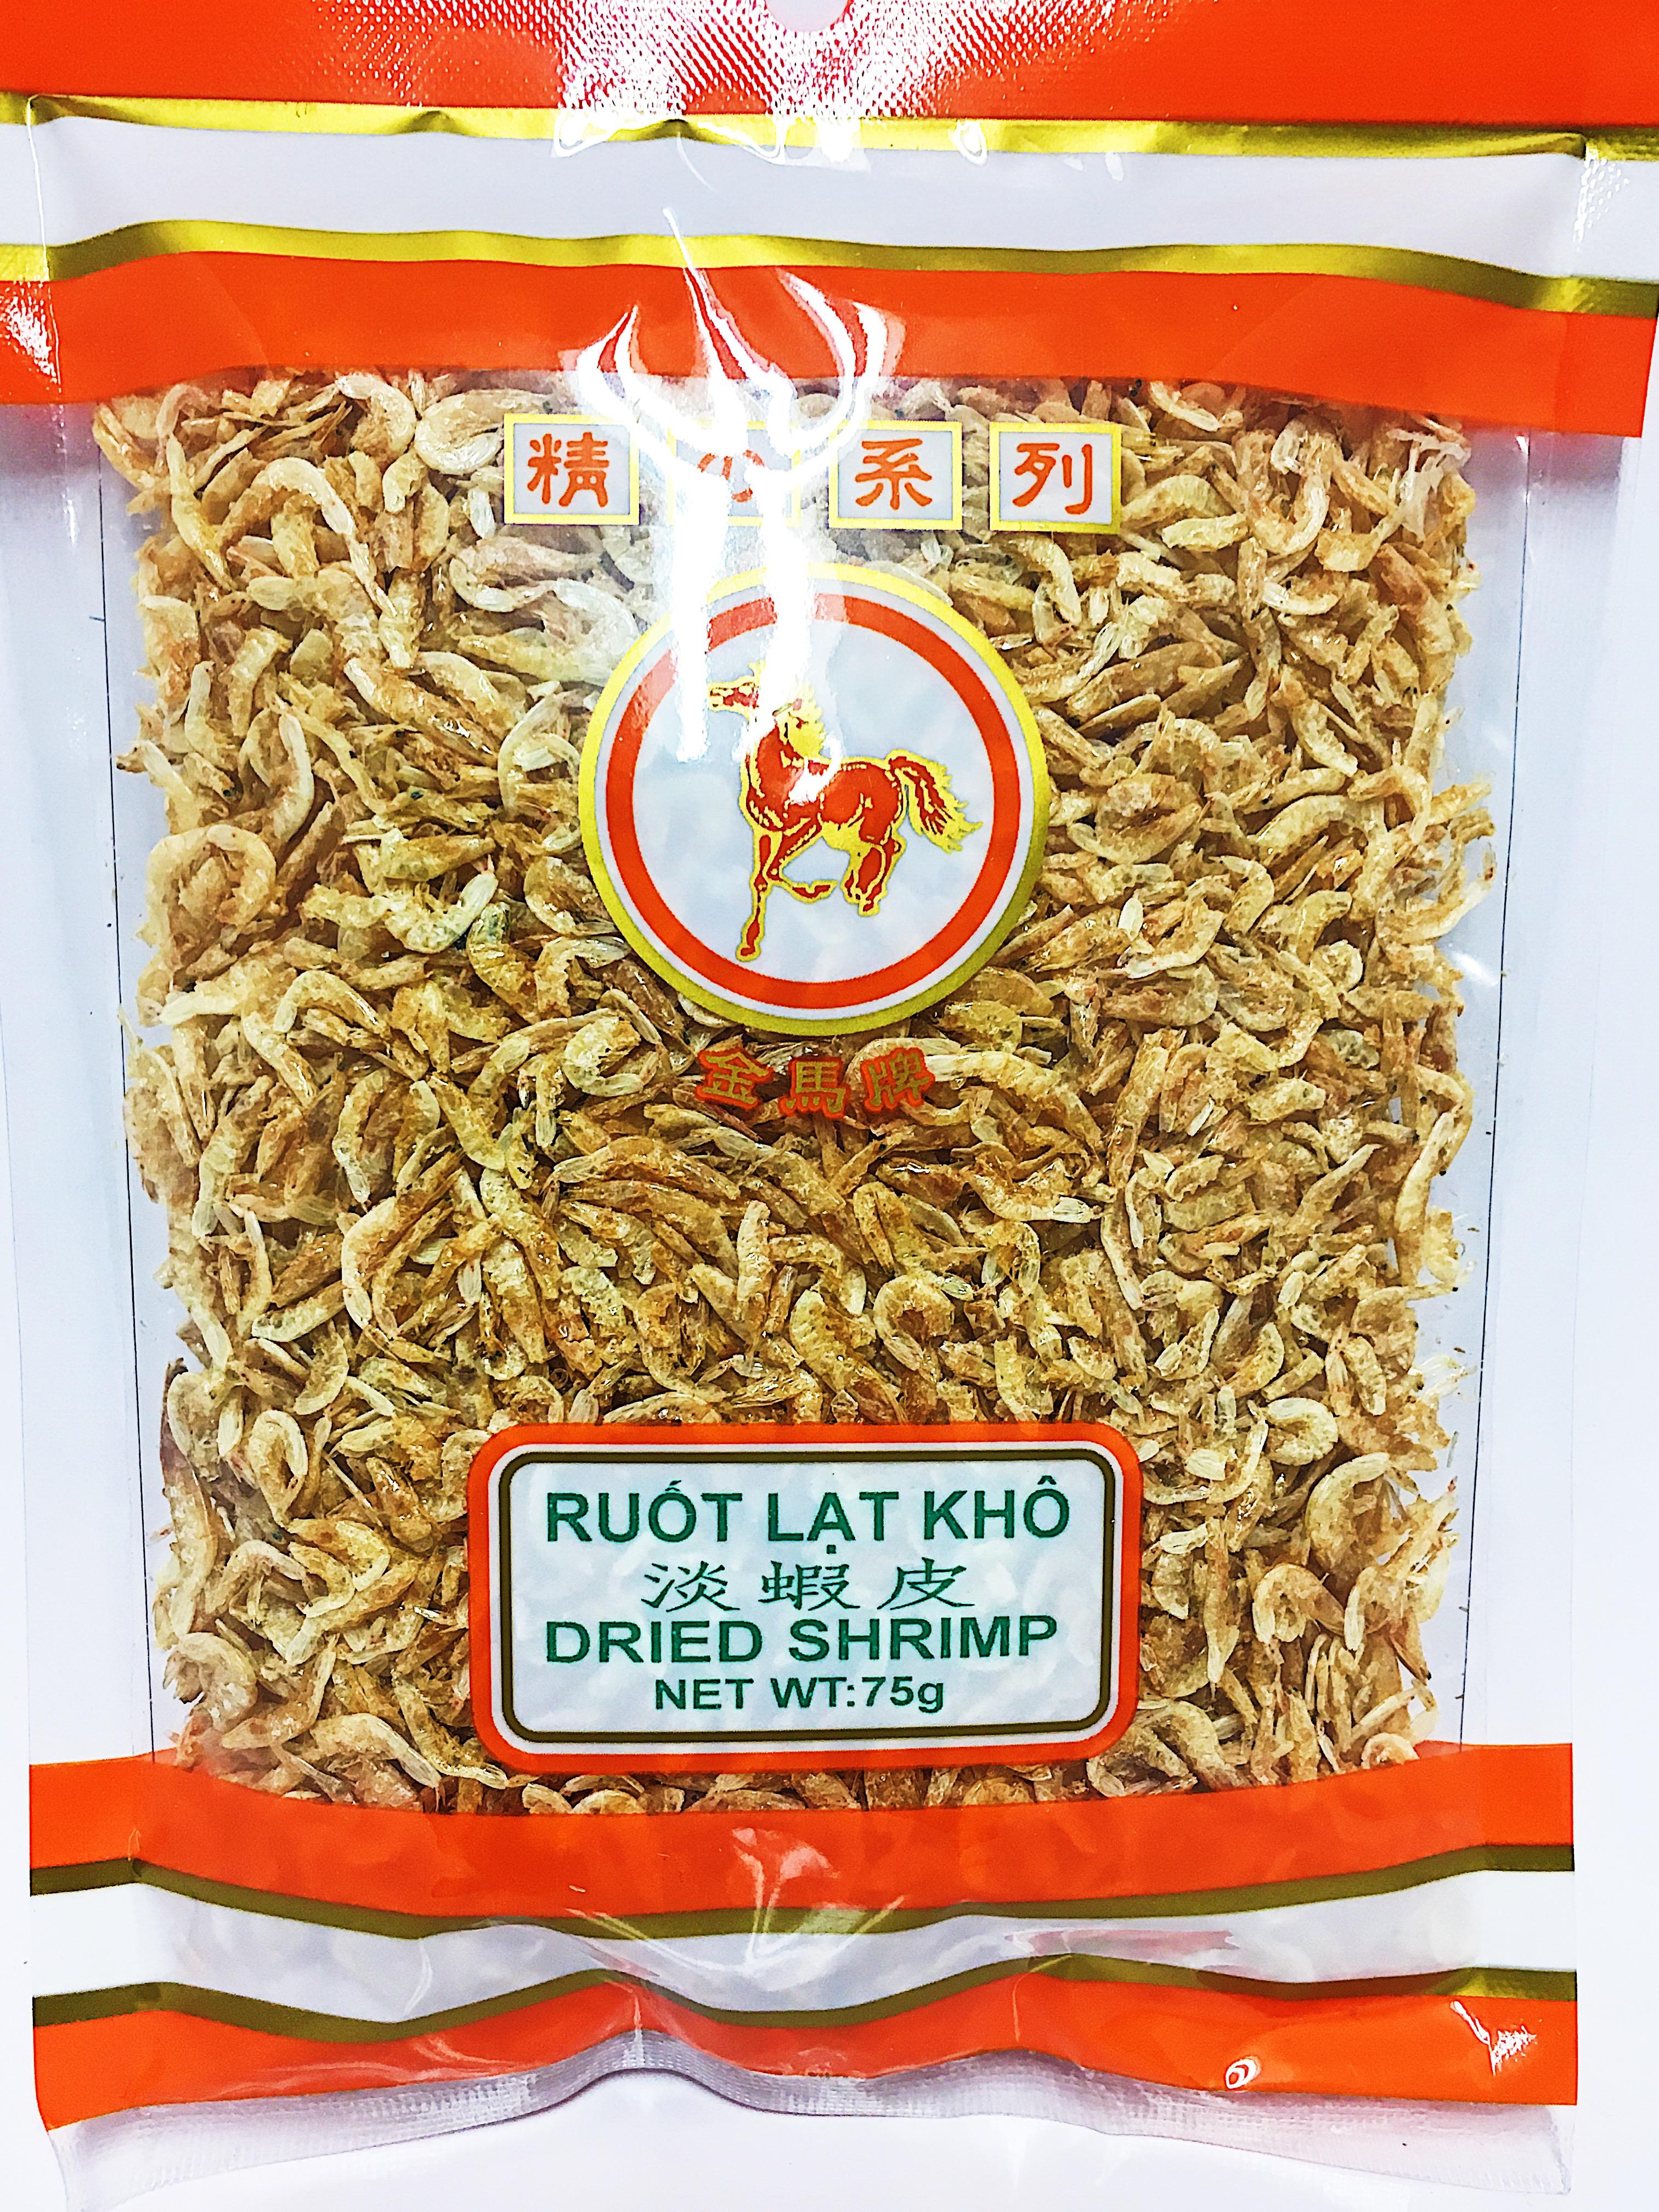 精 系 列
金馬牌
RUỐT LẠT KHÔ
淡蝦皮
DRIED SHRIMP
NET WT:75g